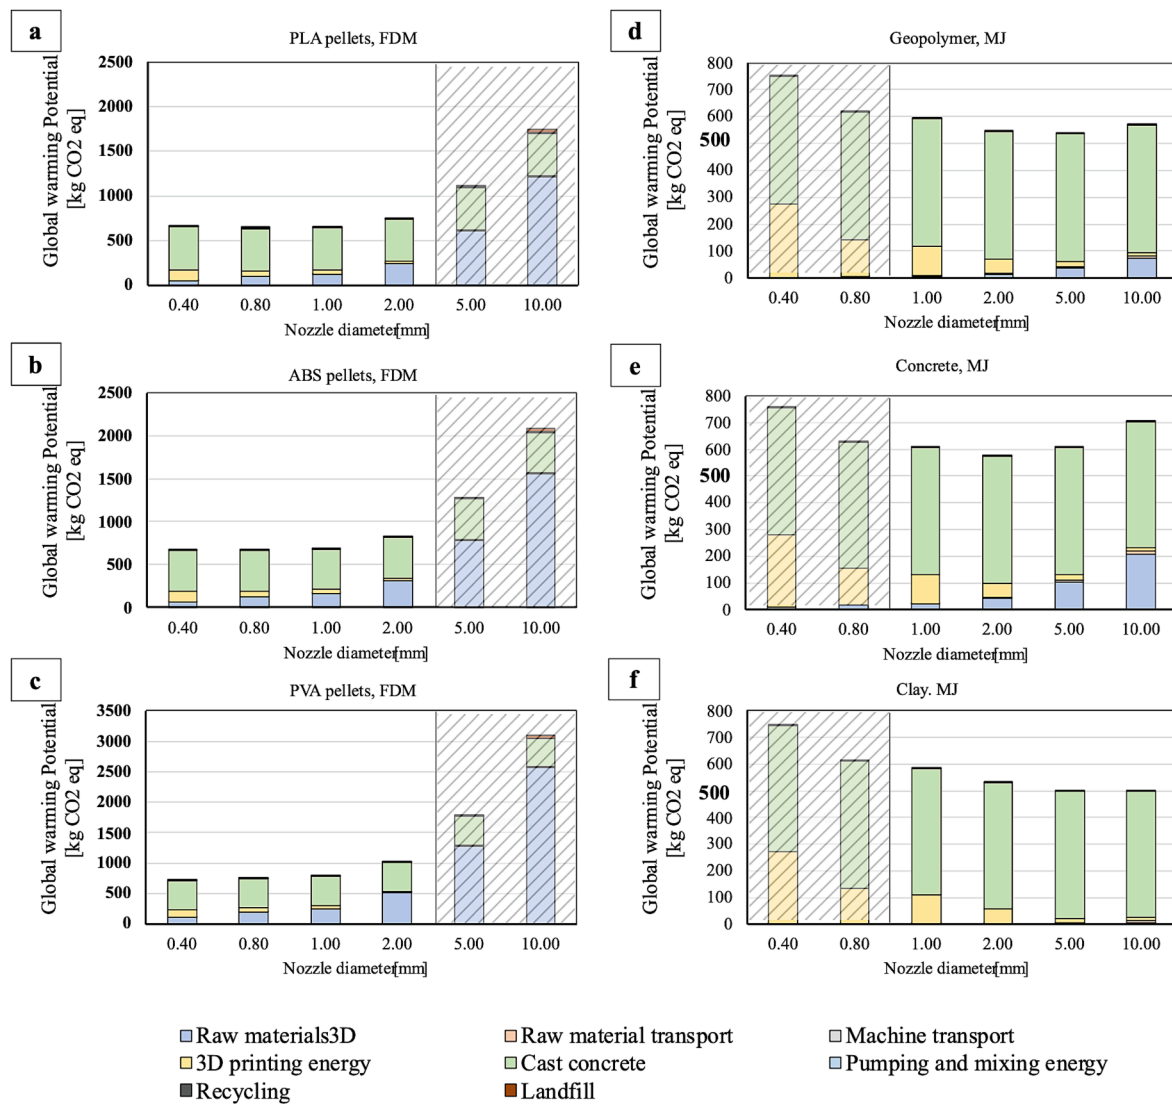 a
PLA pellets, FDM
Global warming Potential
[kg CO2 eq]
2500
2000
1500
1000
500
0
0.40 0.80 1.00 2.00 5.00 10.00
Nozzle diameter[mm]
b
ABS pellets, FDM
Global warming Potential
[kg CO2 eq]
2500
2000
1500
1000
500
0
0.40 0.80 1.00 2.00 5.00 10.00
Nozzle diameter[mm]
c
PVA pellets, FDM
Global warming Potential
[kg CO2 eq]
3500
3000
2500
2000
1500
1000
500
0
0.40 0.80 1.00 2.00 5.00 10.00
Nozzle diameter[mm]
d
Geopolymer, MJ
Global warming Potential
[kg CO2 eq]
800
700
600
500
400
300
200
100
0
0.40 0.80 1.00 2.00 5.00 10.00
Nozzle diameter[mm]
e
Concrete, MJ
Global warming Potential
[kg CO2 eq]
800
700
600
500
400
300
200
100
0
0.40 0.80 1.00 2.00 5.00 10.00
Nozzle diameter[mm]
f
Clay. MJ
Global warming Potential
[kg CO2 eq]
800
700
600
500
400
300
200
100
0
0.40 0.80 1.00 2.00 5.00 10.00
Nozzle diameter[mm]
Raw materials3D Raw material transport Machine transport
3D printing energy Cast concrete Pumping and mixing energy
Recycling Landfill